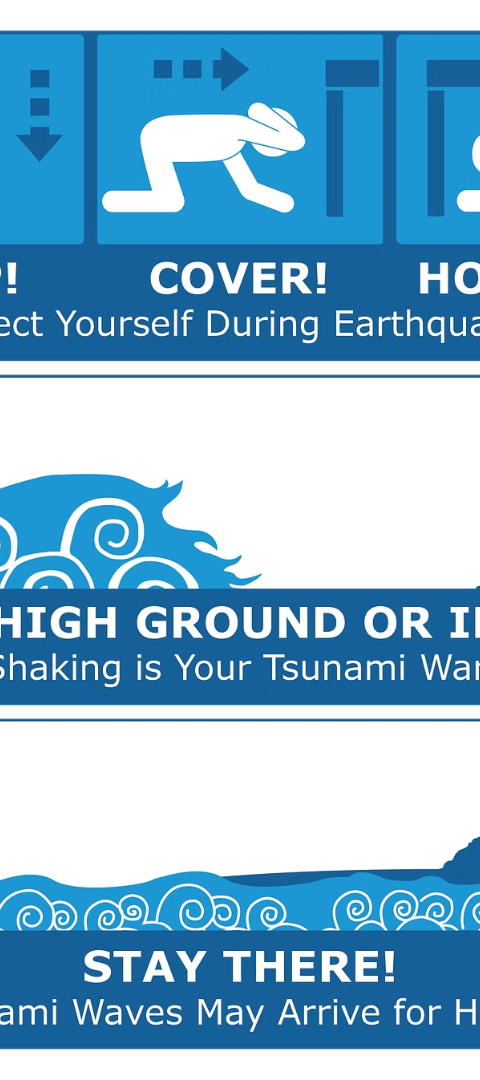 P! COVER! HO
ect Yourself During Earthqua
HIGH GROUND OR I
Shaking is Your Tsunami War
STAY THERE!
ami Waves May Arrive for H